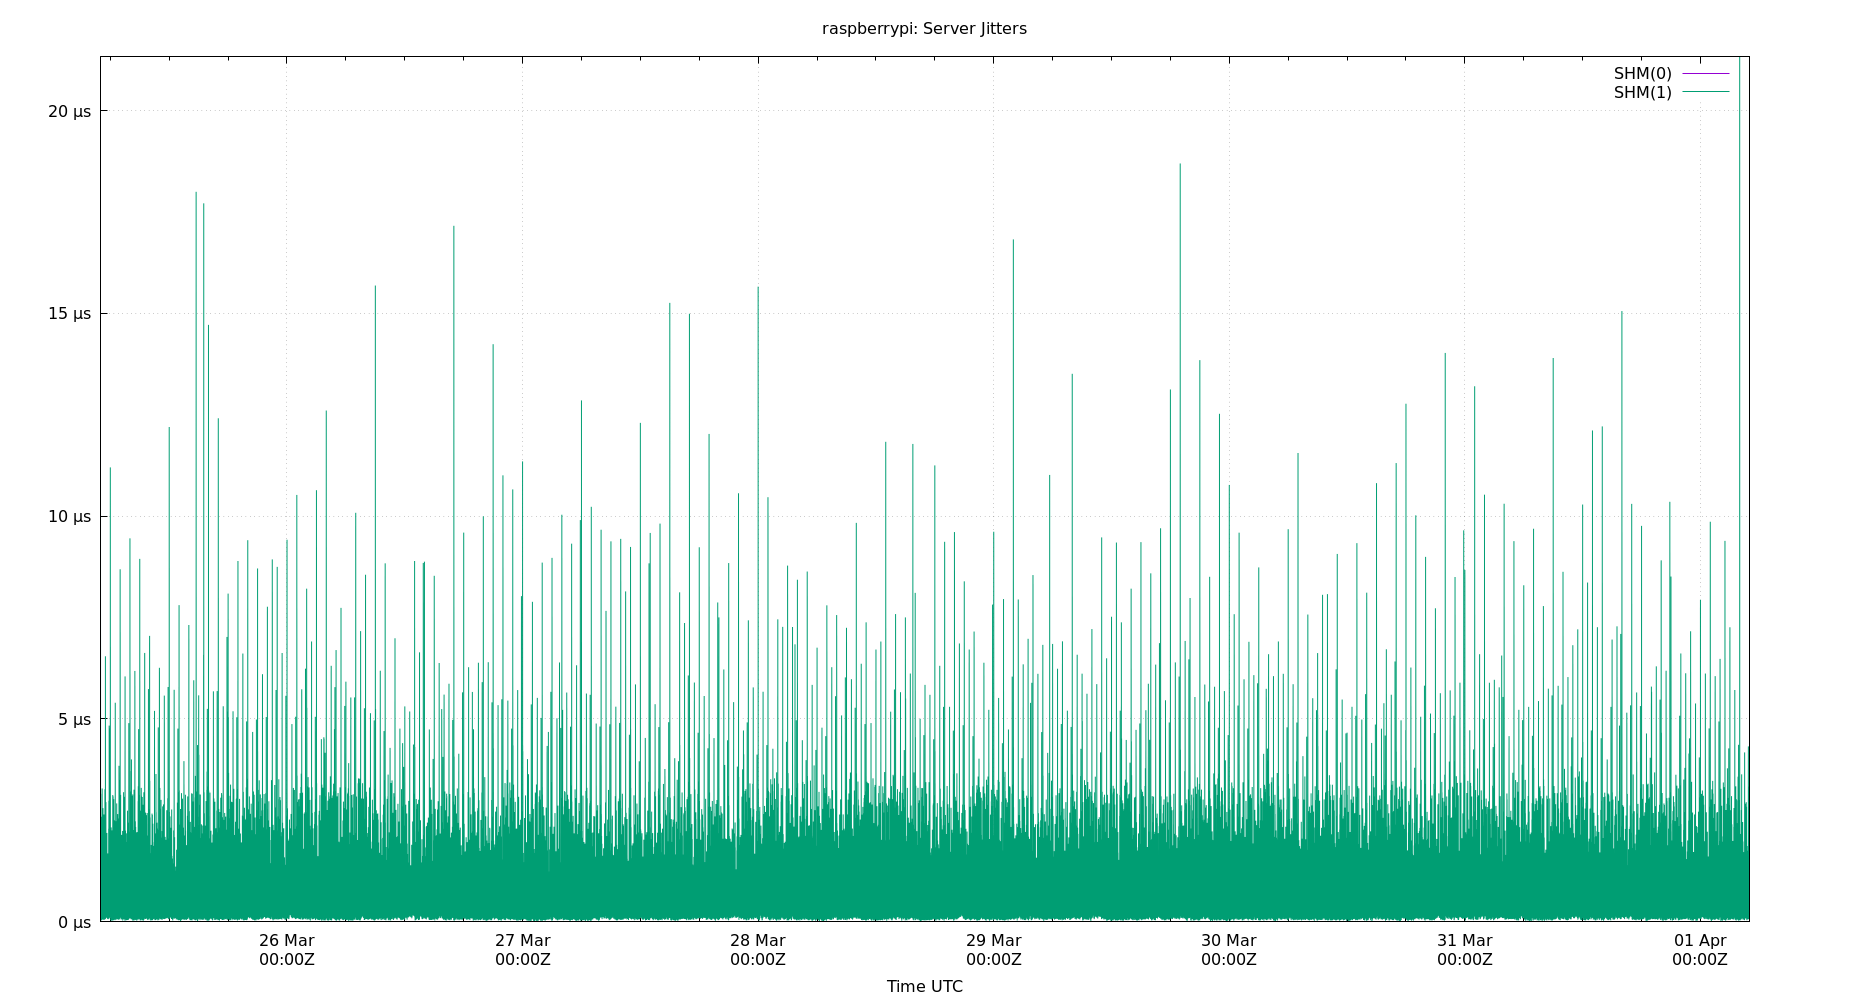 raspberrypi: Server Jitters
SHM(0)
SHM(1)
20 µs
15 µs
10 µs
5 µs
0 µs
26 Mar
00:00Z
27 Mar
00:00Z
28 Mar
00:00Z
29 Mar
00:00Z
30 Mar
00:00Z
31 Mar
00:00Z
01 Apr
00:00Z
Time UTC